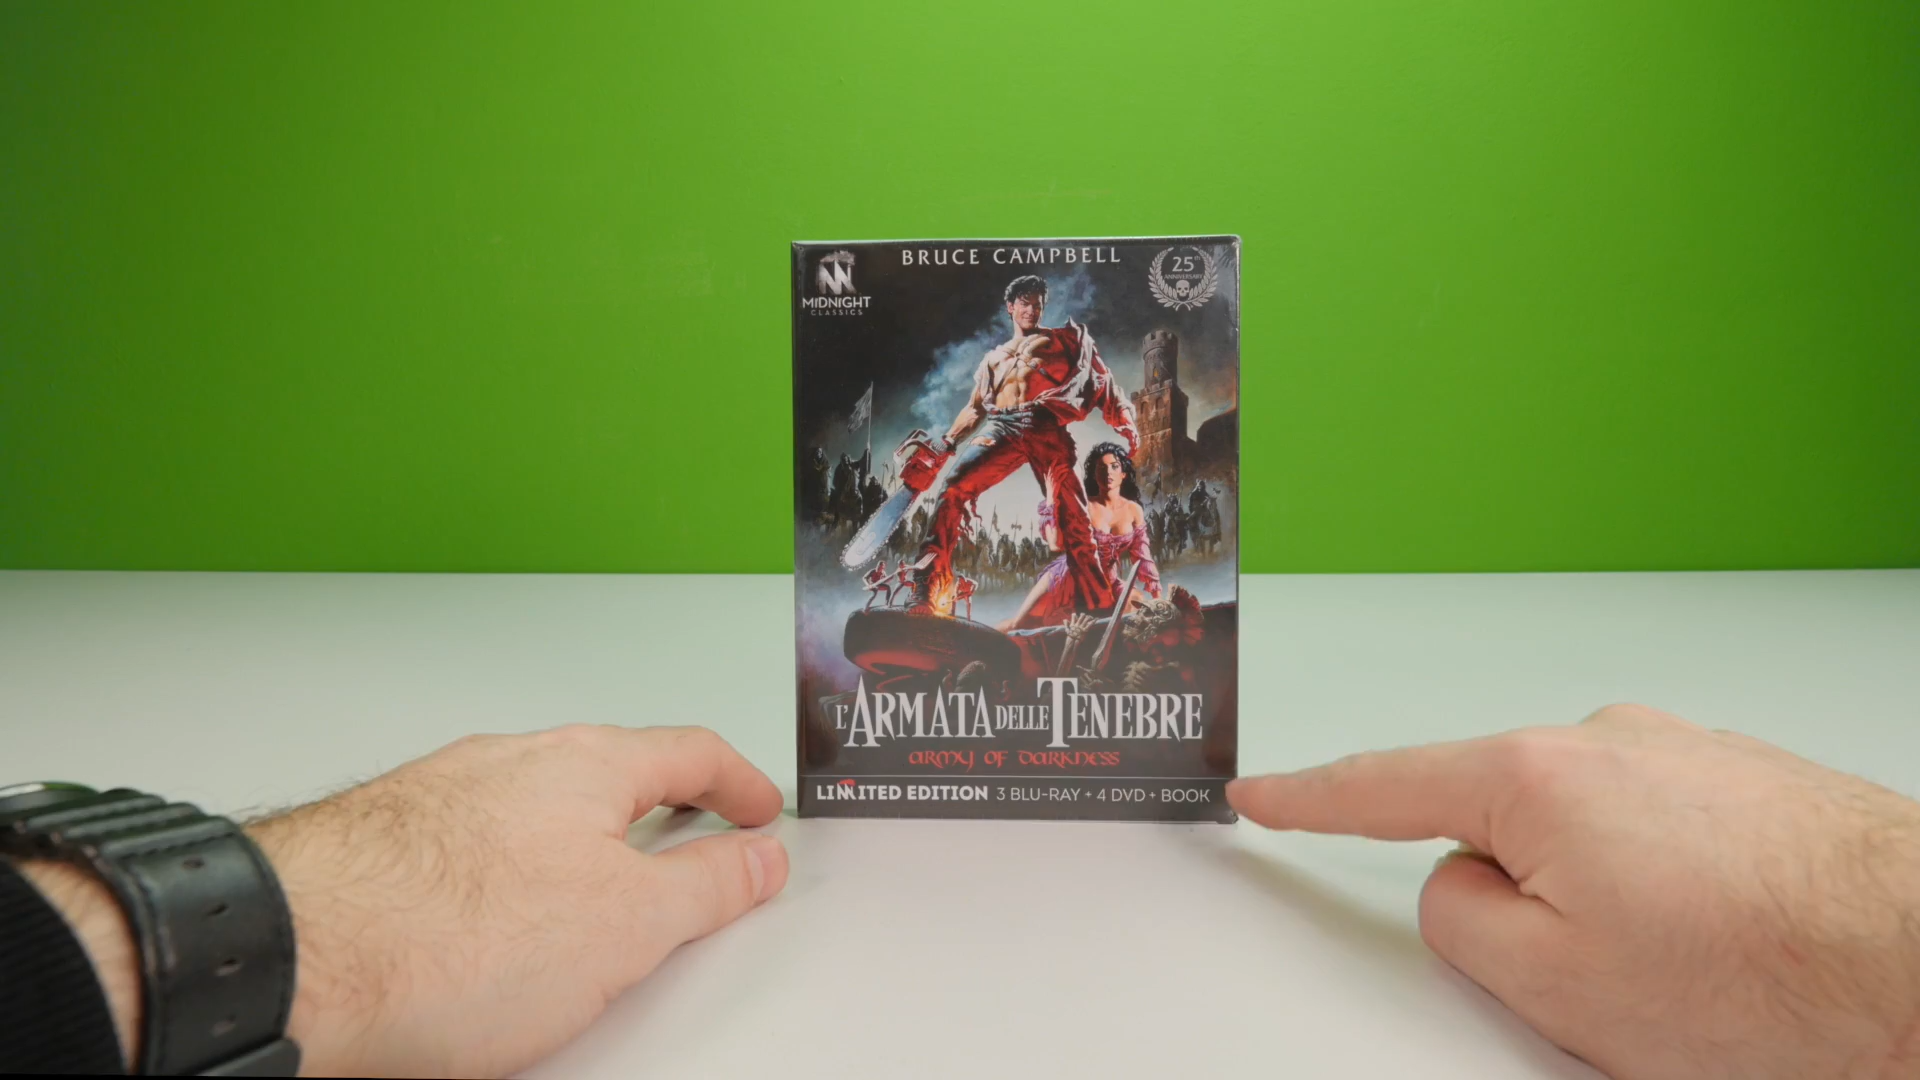 BRUCE CAMPBELL
MIDNIGHT
CLASSICS
25th
ANNIVERSARY
L'ARMATA DELLE TENEBRE
ARMY OF DARKNESS
LIMITED EDITION 3 BLU-RAY + 4 DVD + BOOK